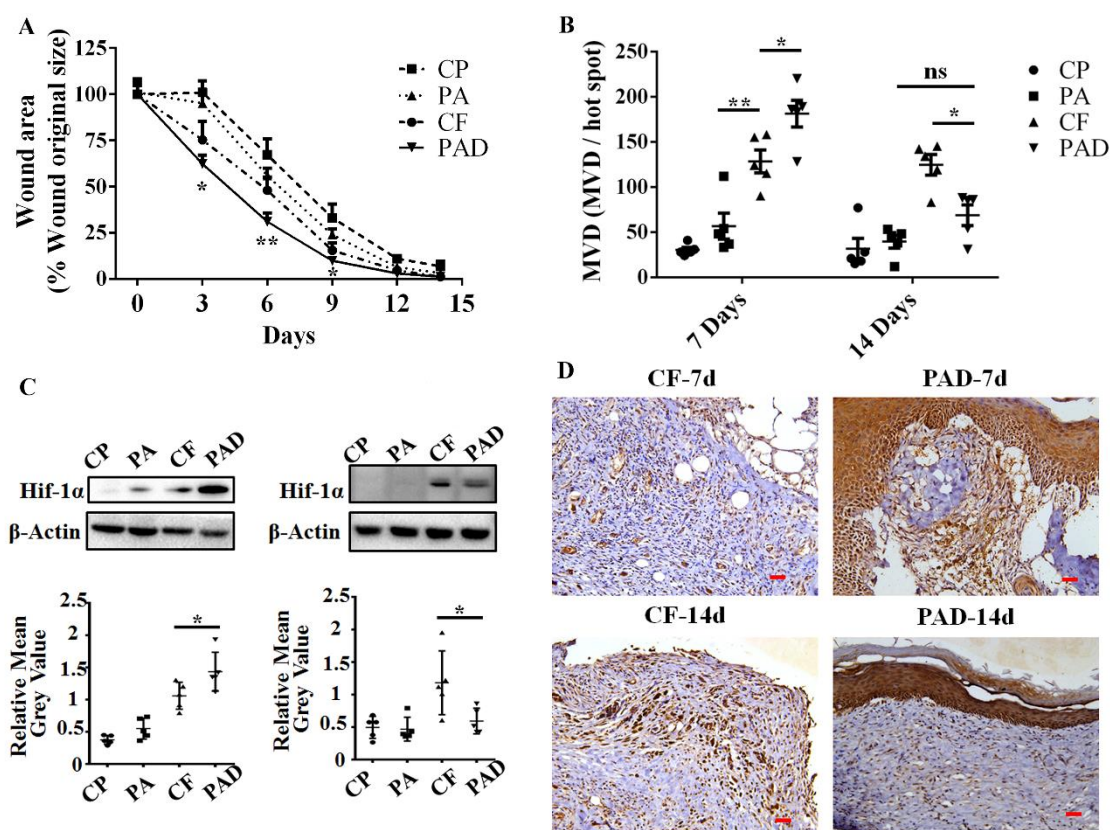 A
Wound area
(% Wound original size)
125
100
75
50
25
0
0 3 6 9 12 15
Days
CP
PA
CF
PAD
*
**
*
B
MVD (MVD / hot spot)
250
200
150
100
50
0
7 Days
14 Days
**
*
ns
*
CP
PA
CF
PAD
C
CP PA CF PAD
Hif-1α
β-Actin
CP PA CF PAD
Hif-1α
β-Actin
Relative Mean
Grey Value
2.5
2
1.5
1
0.5
0
*
CP PA CF PAD
Relative Mean
Grey Value
2.5
2
1.5
1
0.5
0
*
CP PA CF PAD
D
CF-7d
PAD-7d
CF-14d
PAD-14d